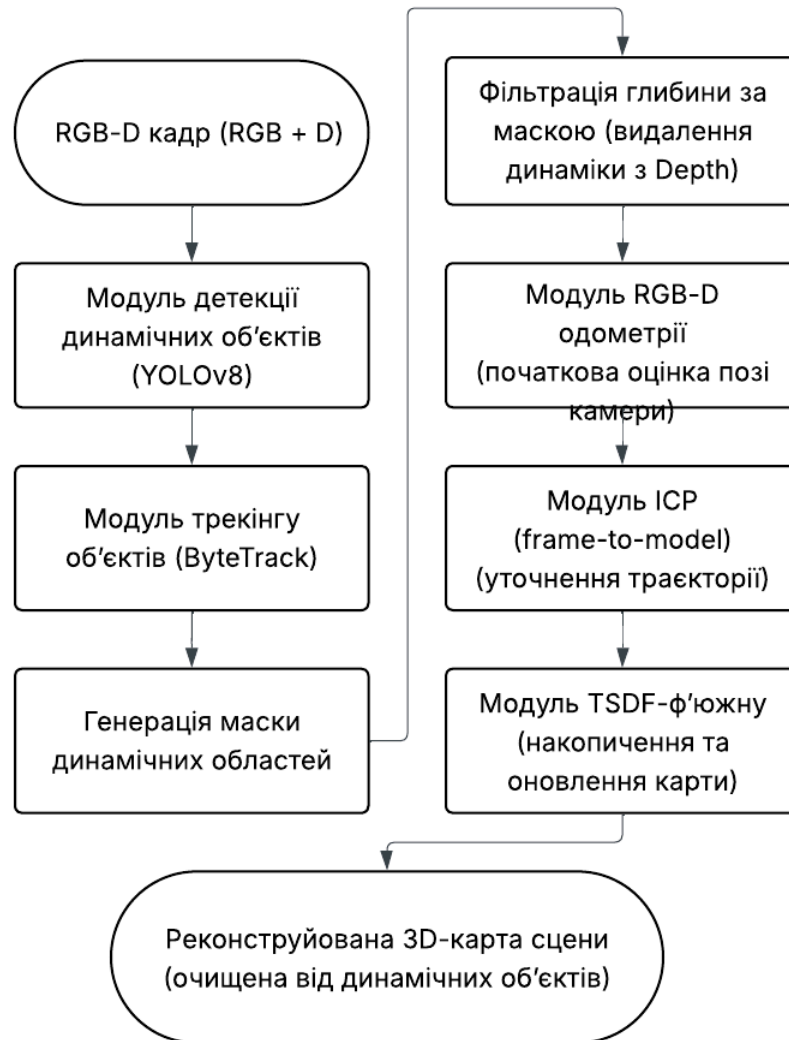 RGB-D кадр (RGB + D)
Модуль детекції
динамічних об’єктів
(YOLOv8)
Модуль трекінгу
об’єктів (ByteTrack)
Генерація маски
динамічних областей
Фільтрація глибини за
маскою (видалення
динаміки з Depth)
Модуль RGB-D
одометрії
(початкова оцінка позі
камери)
Модуль ICP
(frame-to-model)
(уточнення траєкторії)
Модуль TSDF-ф’южну
(накопичення та
оновлення карти)
Реконструйована 3D-карта сцени
(очищена від динамічних об’єктів)